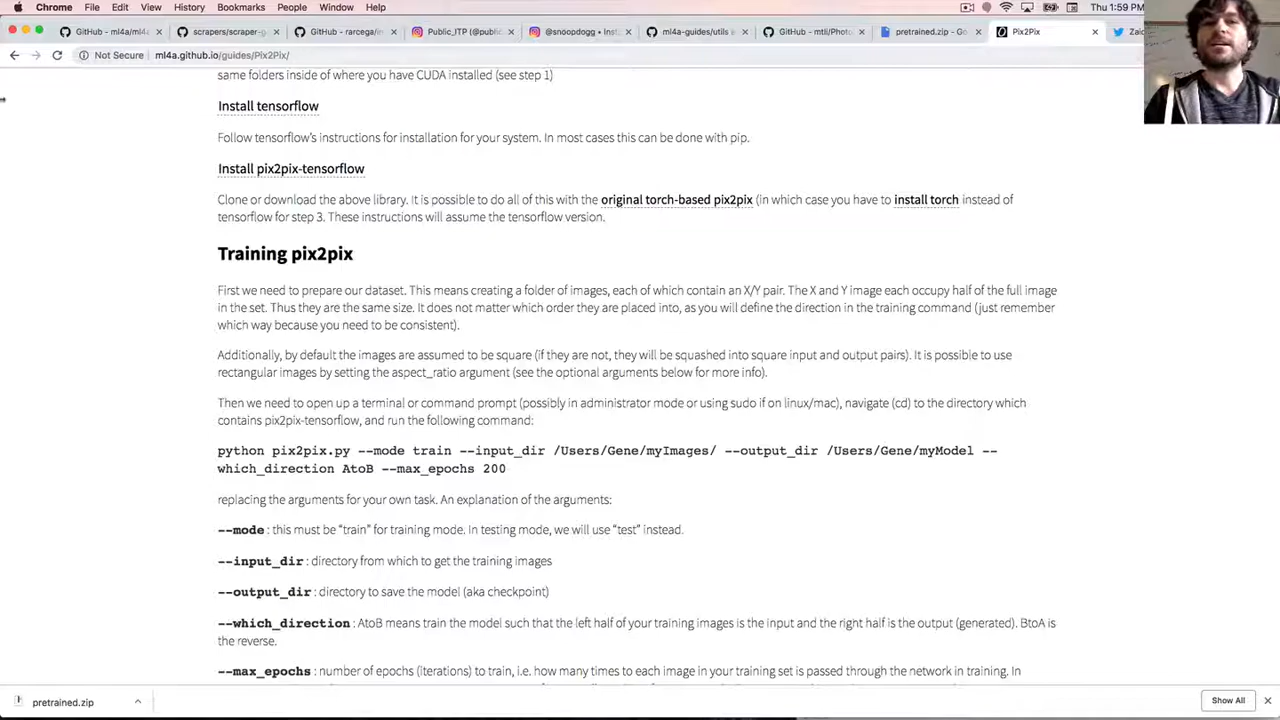 Chrome File Edit View History Bookmarks People Window Help Thu 1:59 PM
GitHub - ml4a/ml4 scrapers/scraper-g GitHub - rarcega/in Public_ITP (@public @snoopdogg • Inst ml4a-guides/utils GitHub - mtli/Photo pretrained.zip - Go Pix2Pix
Not Secure ml4a.github.io/guides/Pix2Pix/
same folders inside of where you have CUDA installed (see step 1)
Install tensorflow
Follow tensorflow's instructions for installation for your system. In most cases this can be done with pip.
Install pix2pix-tensorflow
Clone or download the above library. It is possible to do all of this with the original torch-based pix2pix (in which case you have to install torch instead of
tensorflow for step 3. These instructions will assume the tensorflow version.
Training pix2pix
First we need to prepare our dataset. This means creating a folder of images, each of which contain an X/Y pair. The X and Y image each occupy half of the full image
in the set. Thus they are the same size. It does not matter which order they are placed into, as you will define the direction in the training command (just remember
which way because you need to be consistent).
Additionally, by default the images are assumed to be square (if they are not, they will be squashed into square input and output pairs). It is possible to use
rectangular images by setting the aspect_ratio argument (see the optional arguments below for more info).
Then we need to open up a terminal or command prompt (possibly in administrator mode or using sudo if on linux/mac), navigate (cd) to the directory which
contains pix2pix-tensorflow, and run the following command:
python pix2pix.py --mode train --input_dir /Users/Gene/myImages/ --output_dir /Users/Gene/myModel --
which_direction AtoB --max_epochs 200
replacing the arguments for your own task. An explanation of the arguments:
--mode : this must be “train” for training mode. In testing mode, we will use “test” instead.
--input_dir : directory from which to get the training images
--output_dir : directory to save the model (aka checkpoint)
--which_direction : AtoB means train the model such that the left half of your training images is the input and the right half is the output (generated). BtoA is
the reverse.
--max_epochs : number of epochs (iterations) to train, i.e. how many times to each image in your training set is passed through the network in training. In
pretrained.zip Show All